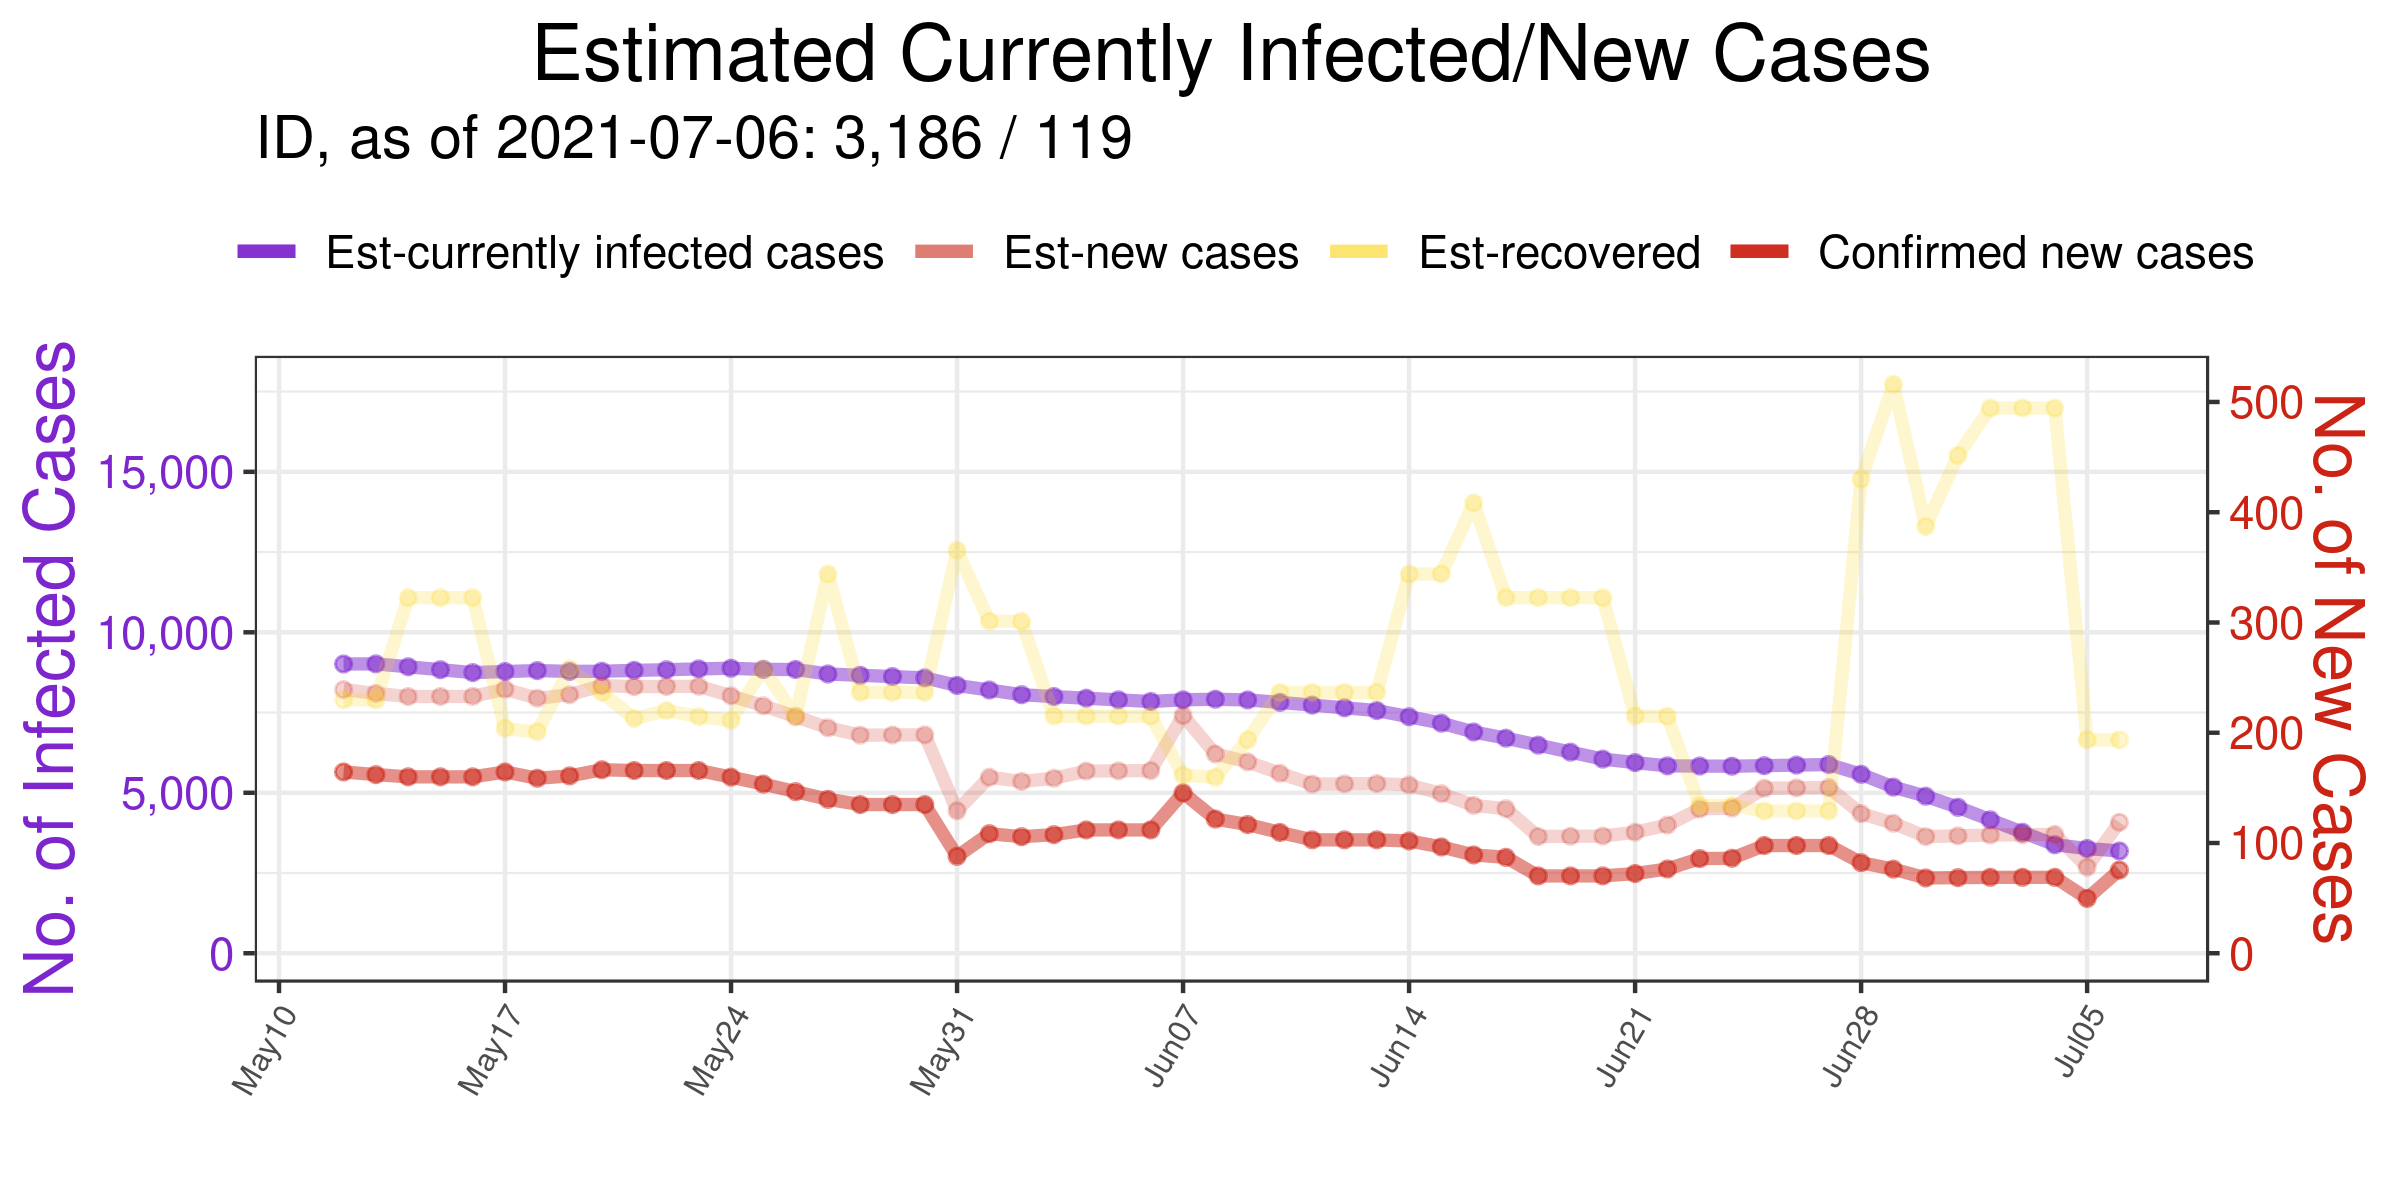 Estimated Currently Infected/New Cases
ID, as of 2021-07-06: 3,186 / 119
Est-currently infected cases Est-new cases Est-recovered Confirmed new cases
No. of Infected Cases
15,000
10,000
5,000
0
500
400
300
200
100
0
No. of New Cases
May10 May17 May24 May31 Jun07 Jun14 Jun21 Jun28 Jul05